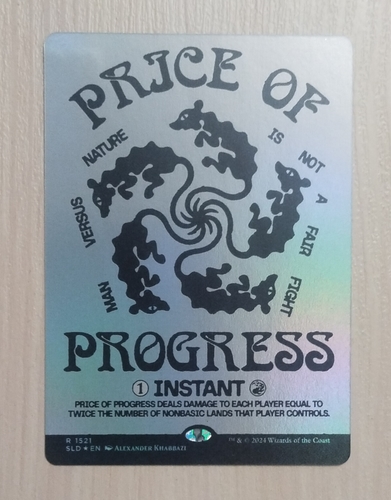 PRICE OF
MAN VERSUS NATURE IS NOT A FAIR FIGHT
PROGRESS
1 INSTANT
PRICE OF PROGRESS DEALS DAMAGE TO EACH PLAYER EQUAL TO
TWICE THE NUMBER OF NONBASIC LANDS THAT PLAYER CONTROLS.
R 1521
SLD ★ EN ALEXANDER KHABBAZI
™ & © 2024 Wizards of the Coast